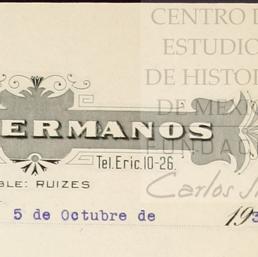 CENTRO D
ESTUDIO
DE HISTOR
DE MEXI
FUNDAC
ERMANOS
Tel. Eric. 10-26.
Carlos
BLE: RUIZES
5 de Octubre de 193